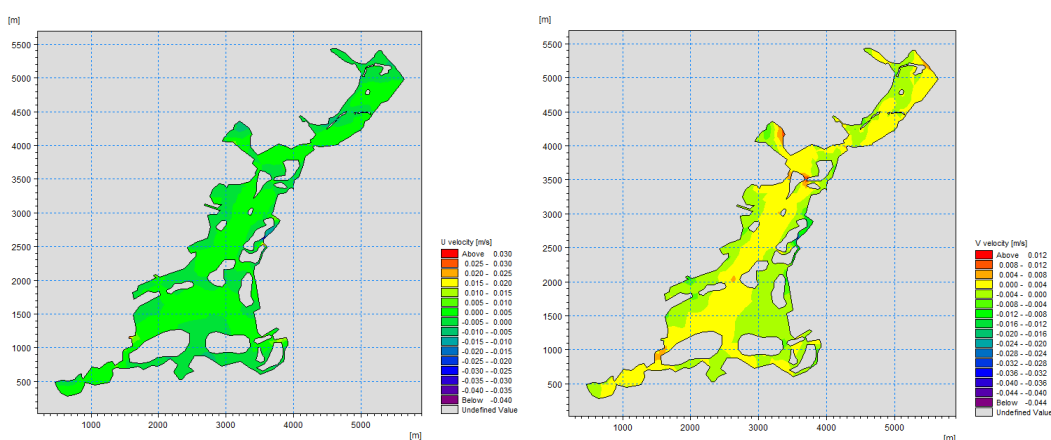 [m]
5500
5000
4500
4000
3500
3000
2500
2000
1500
1000
500
1000 2000 3000 4000 5000
[m]
U velocity [m/s]
Above 0.030
0.025 - 0.030
0.020 - 0.025
0.015 - 0.020
0.010 - 0.015
0.005 - 0.010
0.000 - 0.005
-0.005 - 0.000
-0.010 - -0.005
-0.015 - -0.010
-0.020 - -0.015
-0.025 - -0.020
-0.030 - -0.025
-0.035 - -0.030
-0.040 - -0.035
Below -0.040
Undefined Value
[m]
5500
5000
4500
4000
3500
3000
2500
2000
1500
1000
500
1000 2000 3000 4000 5000
[m]
V velocity [m/s]
Above 0.012
0.008 - 0.012
0.004 - 0.008
0.000 - 0.004
-0.004 - 0.000
-0.008 - -0.004
-0.012 - -0.008
-0.016 - -0.012
-0.020 - -0.016
-0.024 - -0.020
-0.028 - -0.024
-0.032 - -0.028
-0.036 - -0.032
-0.040 - -0.036
-0.044 - -0.040
Below -0.044
Undefined Value